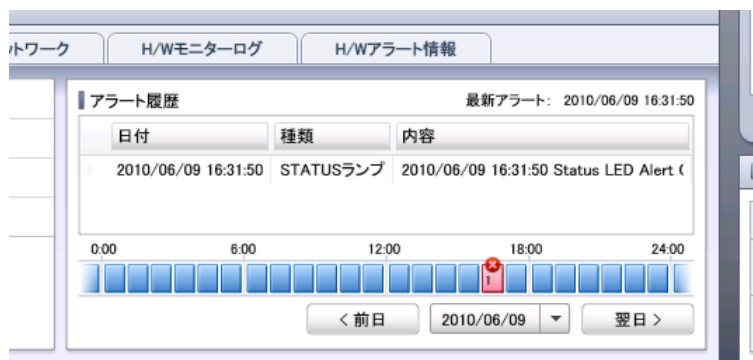 ットワーク H/Wモニターログ H/Wアラート情報
アラート履歴 最新アラート: 2010/06/09 16:31:50
日付 種類 内容
2010/06/09 16:31:50 STATUSランプ 2010/06/09 16:31:50 Status LED Alert
0:00 6:00 12:00 18:00 24:00
1
<前日 2010/06/09 翌日>